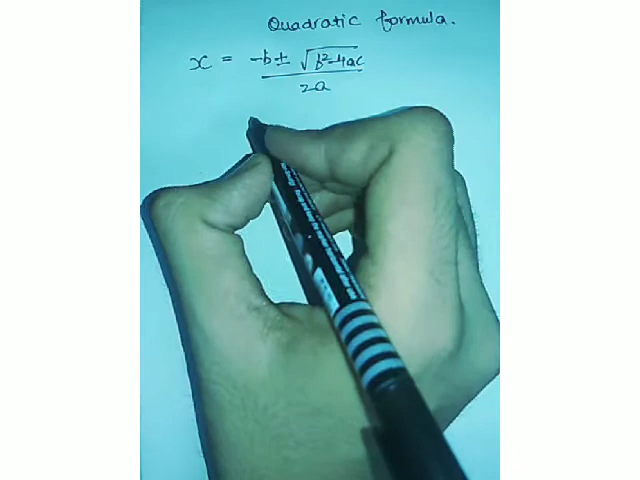 Quadratic formula.
x = -b ± √b²-4ac
2a